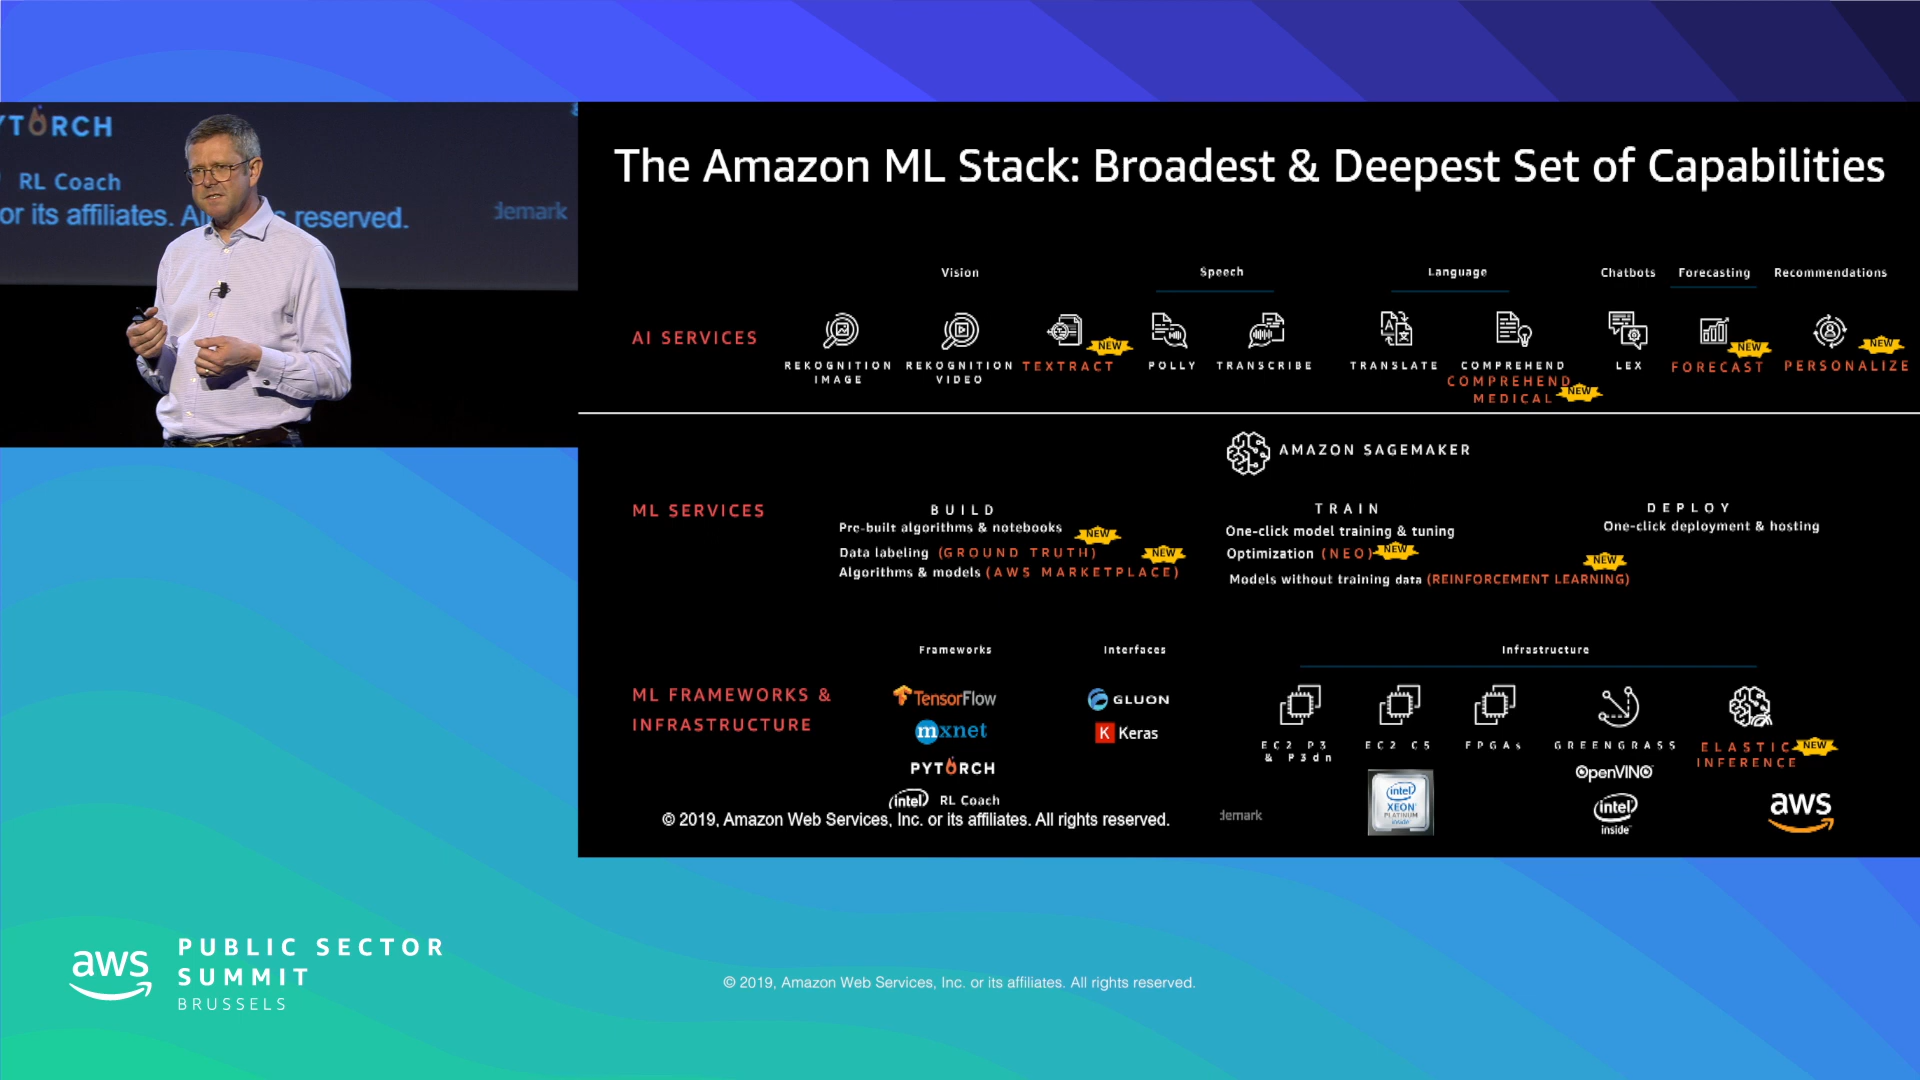 YTORCH
RL Coach
or its affiliates. All
s reserved.
demark
The Amazon ML Stack: Broadest & Deepest Set of Capabilities
Vision
Speech
Language
Chatbots
Forecasting
Recommendations
AI SERVICES
REKOGNITION
IMAGE
REKOGNITION
VIDEO
TEXTRACT
NEW
POLLY
TRANSCRIBE
TRANSLATE
COMPREHEND
COMPREHEND
MEDICAL
NEW
LEX
FORECAST
NEW
PERSONALIZE
NEW
AMAZON SAGEMAKER
ML SERVICES
BUILD
Pre-built algorithms & notebooks
NEW
Data labeling (GROUND TRUTH)
NEW
Algorithms & models (AWS MARKETPLACE)
TRAIN
One-click model training & tuning
Optimization (NEO)
NEW
NEW
Models without training data (REINFORCEMENT LEARNING)
DEPLOY
One-click deployment & hosting
ML FRAMEWORKS &
INFRASTRUCTURE
Frameworks
TensorFlow
mxnet
PYTORCH
intel RL Coach
Interfaces
GLUON
K Keras
Infrastructure
EC2 P3
& P3dn
EC2 C5
FPGAs
GREENGRASS
ELASTIC
INFERENCE
NEW
intel
XEON
PLATINUM
inside
OpenVINO
intel
inside
aws
© 2019, Amazon Web Services, Inc. or its affiliates. All rights reserved.
demark
aws
PUBLIC SECTOR
SUMMIT
BRUSSELS
© 2019, Amazon Web Services, Inc. or its affiliates. All rights reserved.